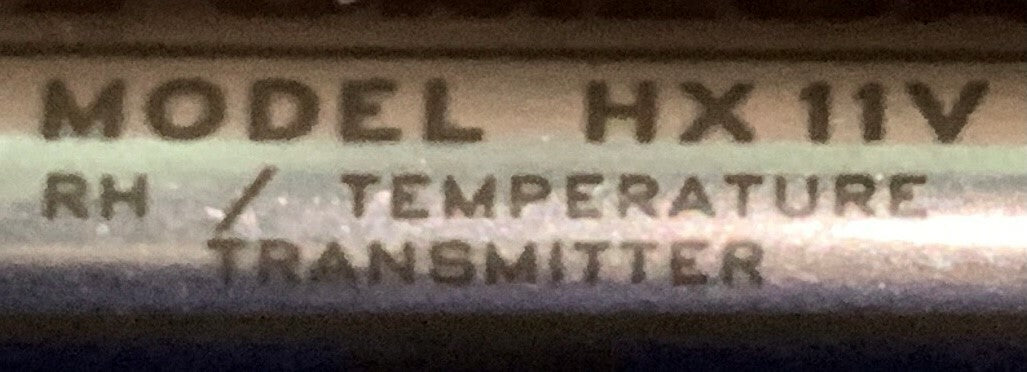 MODEL HX11V
RH / TEMPERATURE
TRANSMITTER